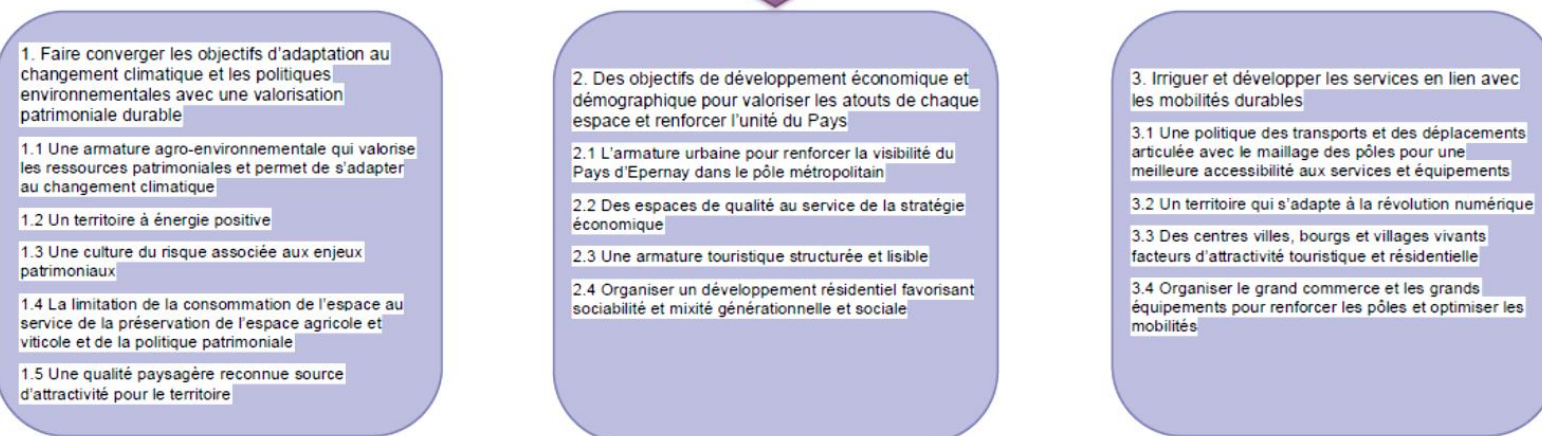 1. Faire converger les objectifs d'adaptation au
changement climatique et les politiques
environnementales avec une valorisation
patrimoniale durable
1.1 Une armature agro-environnementale qui valorise
les ressources patrimoniales et permet de s'adapter
au changement climatique
1.2 Un territoire à énergie positive
1.3 Une culture du risque associée aux enjeux
patrimoniaux
1.4 La limitation de la consommation de l'espace au
service de la préservation de l'espace agricole et
viticole et de la politique patrimoniale
1.5 Une qualité paysagère reconnue source
d'attractivité pour le territoire
2. Des objectifs de développement économique et
démographique pour valoriser les atouts de chaque
espace et renforcer l'unité du Pays
2.1 L'armature urbaine pour renforcer la visibilité du
Pays d'Epernay dans le pôle métropolitain
2.2 Des espaces de qualité au service de la stratégie
économique
2.3 Une armature touristique structurée et lisible
2.4 Organiser un développement résidentiel favorisant
sociabilité et mixité générationnelle et sociale
3. Irriguer et développer les services en lien avec
les mobilités durables
3.1 Une politique des transports et des déplacements
articulée avec le maillage des pôles pour une
meilleure accessibilité aux services et équipements
3.2 Un territoire qui s'adapte à la révolution numérique
3.3 Des centres villes, bourgs et villages vivants
facteurs d'attractivité touristique et résidentielle
3.4 Organiser le grand commerce et les grands
équipements pour renforcer les pôles et optimiser les
mobilités